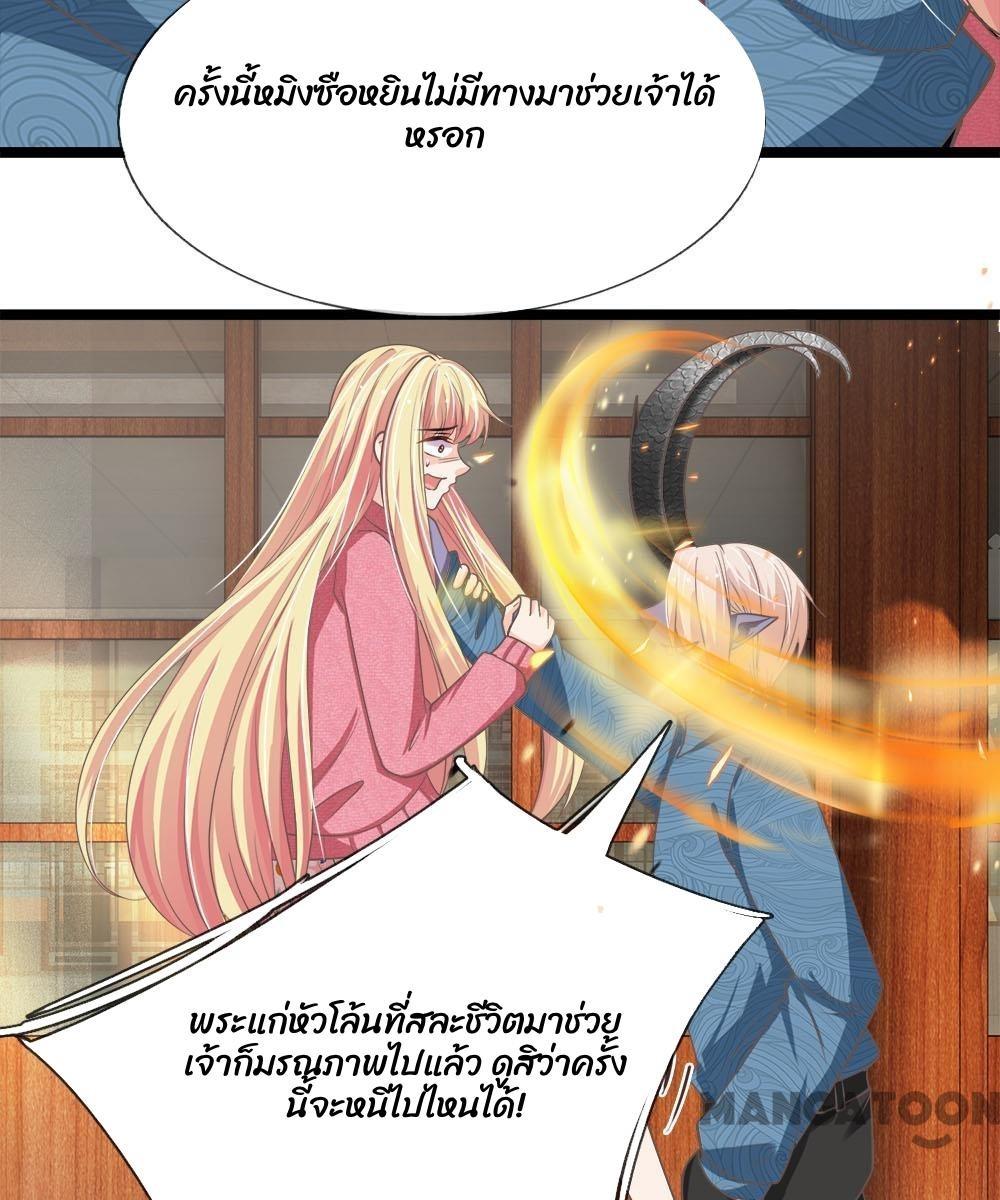 ครั้งนี้หมิงซือหยินไม่มีทางมาช่วยเจ้าได้
หรอก
พระแก่หัวโล้นที่สละชีวิตมาช่วย
เจ้าก็มรณภาพไปแล้ว ดูสิว่าครั้ง
นี้จะหนีไปไหนได้!
MANGATOON